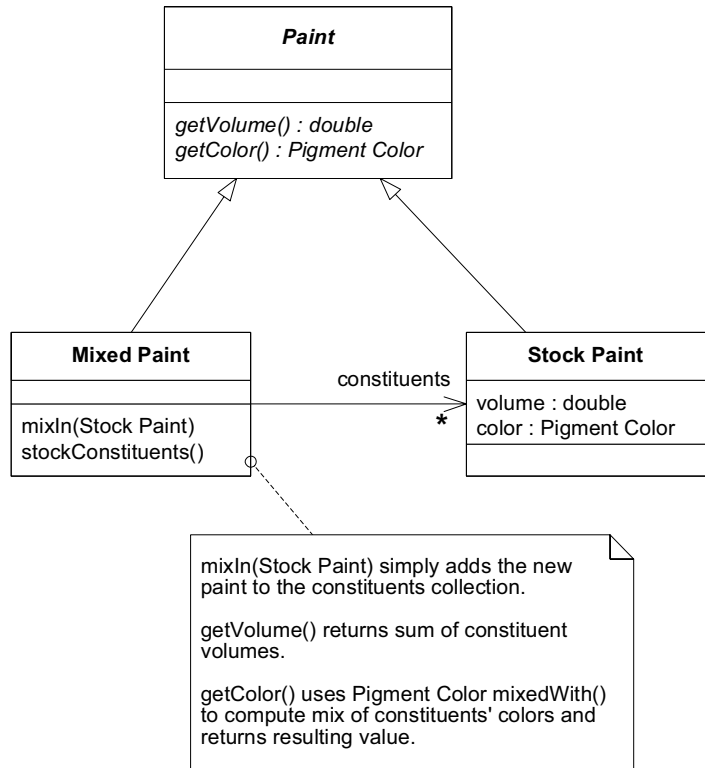 Paint
getVolume() : double
getColor() : Pigment Color
Mixed Paint
mixIn(Stock Paint)
stockConstituents()
constituents
*
Stock Paint
volume : double
color : Pigment Color
mixIn(Stock Paint) simply adds the new
paint to the constituents collection.
getVolume() returns sum of constituent
volumes.
getColor() uses Pigment Color mixedWith()
to compute mix of constituents' colors and
returns resulting value.